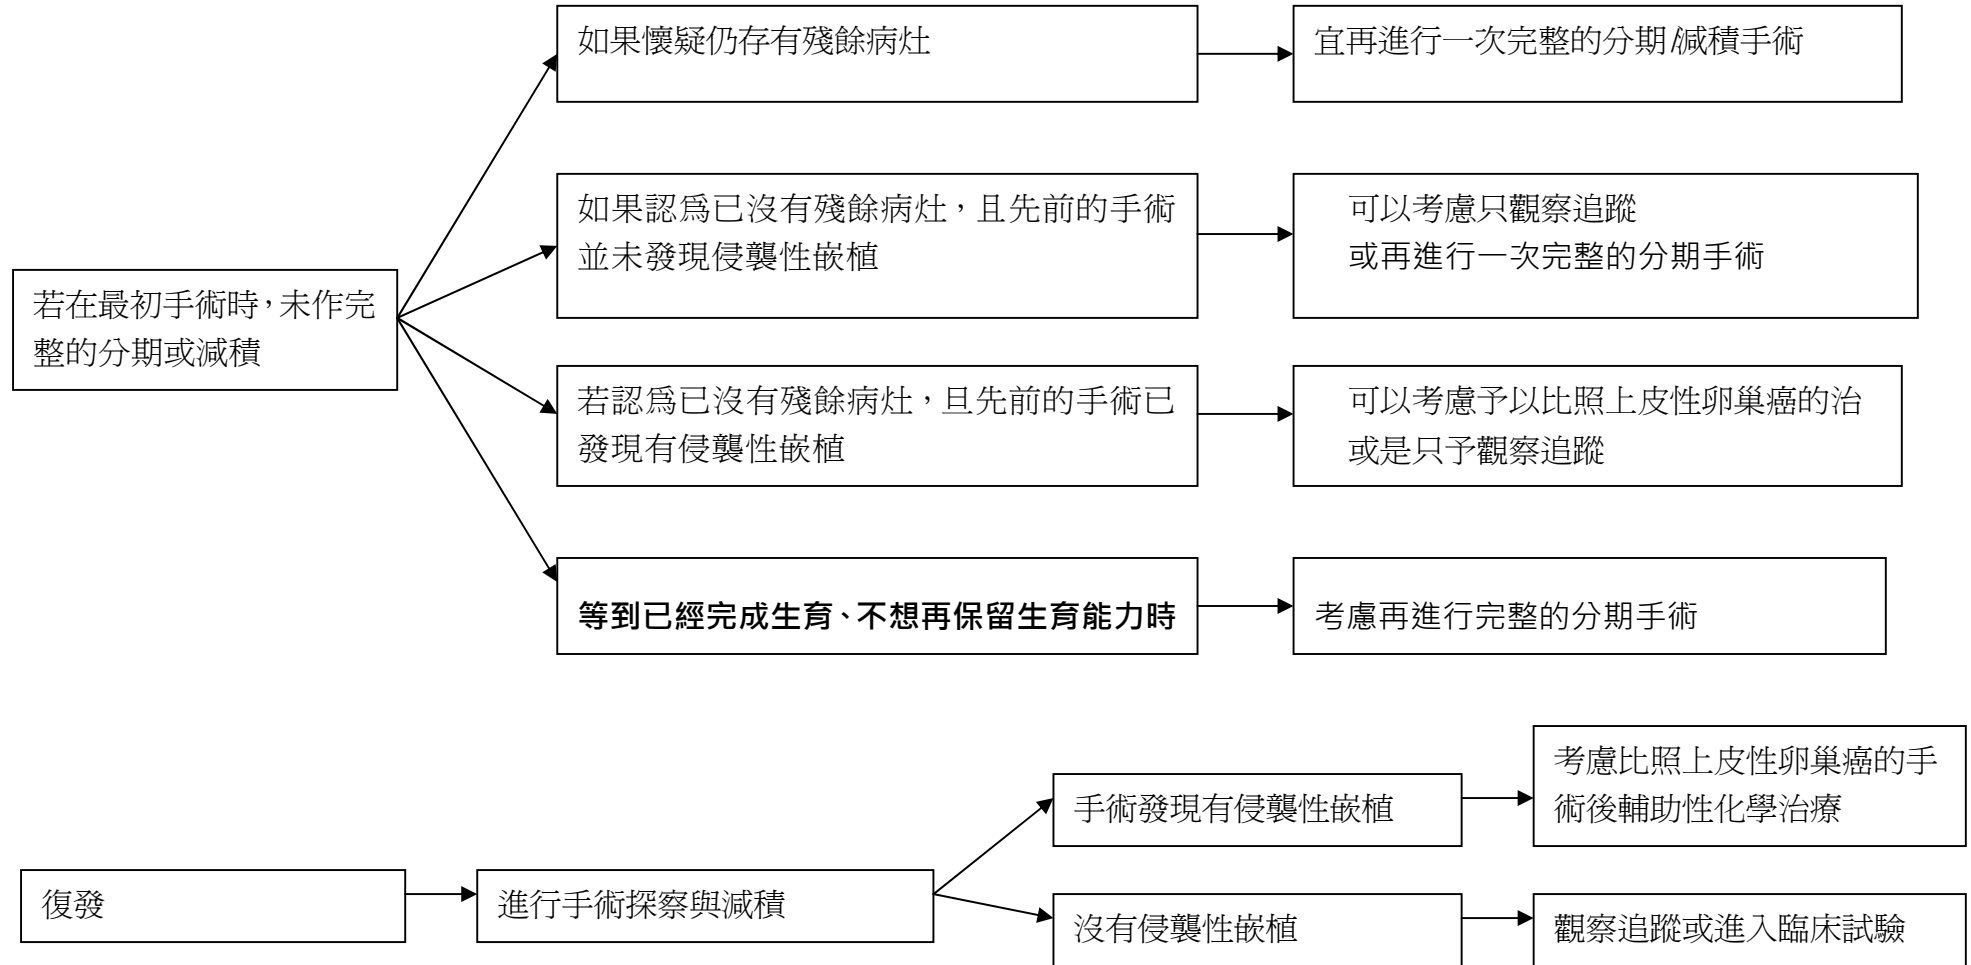 如果懷疑仍存有殘餘病灶
宜再進行一次完整的分期/減積手術
如果認為已沒有殘餘病灶，且先前的手術
並未發現侵襲性嵌植
可以考慮只觀察追蹤
或再進行一次完整的分期手術
若在最初手術時，未作完
整的分期或減積
若認為已沒有殘餘病灶，旦先前的手術已
發現有侵襲性嵌植
可以考慮予以比照上皮性卵巢癌的治
或是只予觀察追蹤
等到已經完成生育、不想再保留生育能力時
考慮再進行完整的分期手術
復發
進行手術探察與減積
手術發現有侵襲性嵌植
考慮比照上皮性卵巢癌的手
術後輔助性化學治療
沒有侵襲性嵌植
觀察追蹤或進入臨床試驗